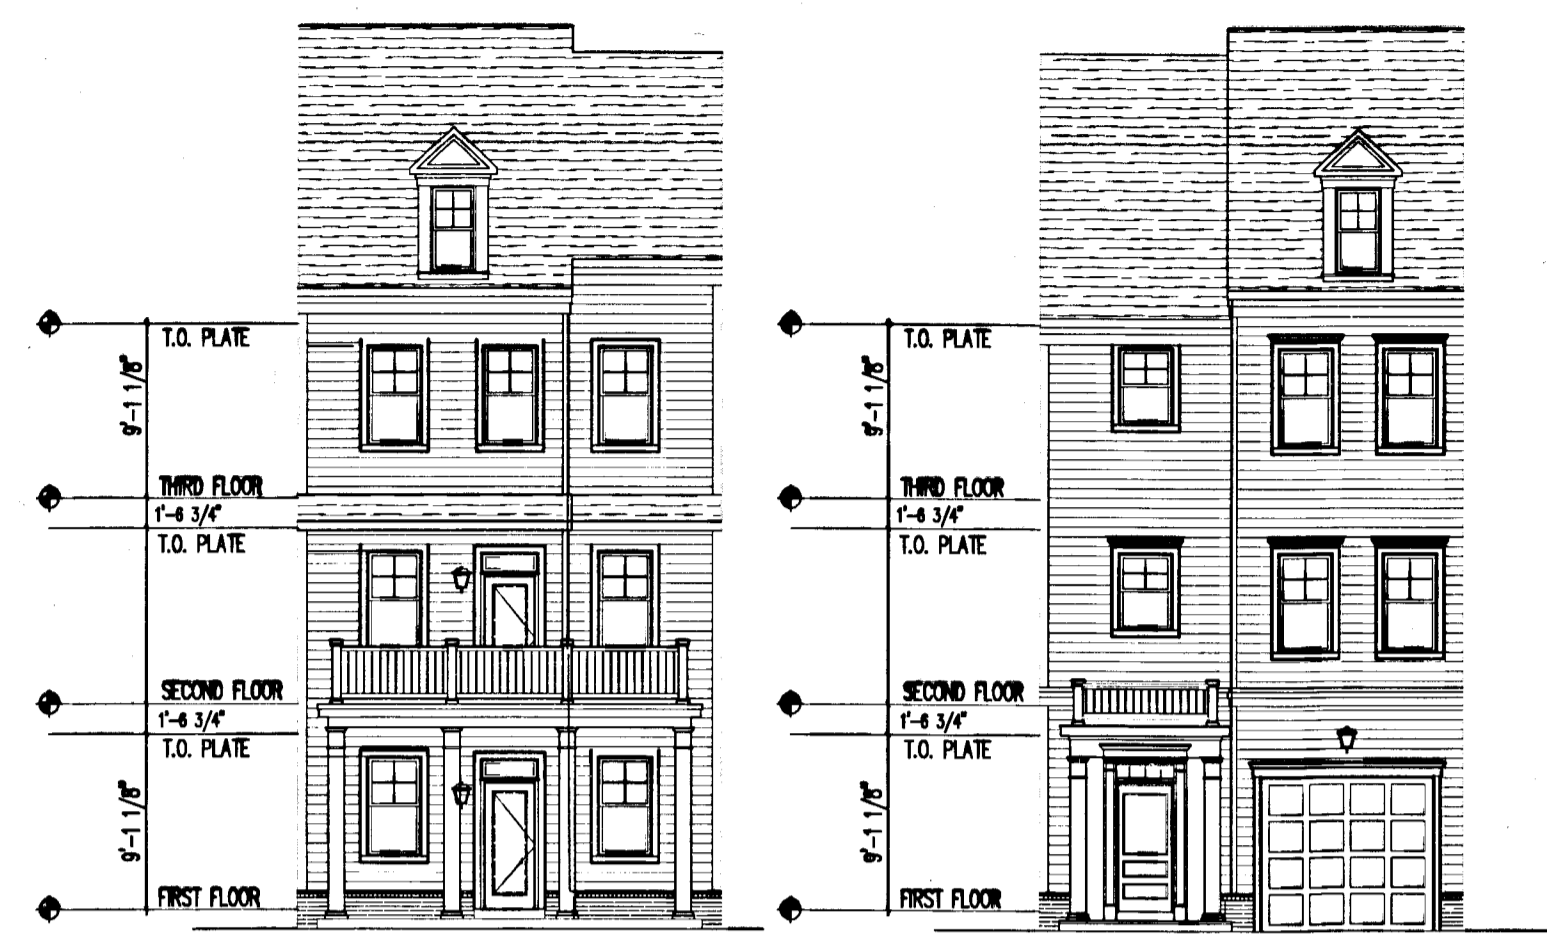 T.O. PLATE
9'-1 1/8"
THIRD FLOOR
1'-6 3/4"
T.O. PLATE
SECOND FLOOR
1'-6 3/4"
T.O. PLATE
9'-1 1/8"
FIRST FLOOR
T.O. PLATE
9'-1 1/8"
THIRD FLOOR
1'-6 3/4"
T.O. PLATE
SECOND FLOOR
1'-6 3/4"
T.O. PLATE
9'-1 1/8"
FIRST FLOOR